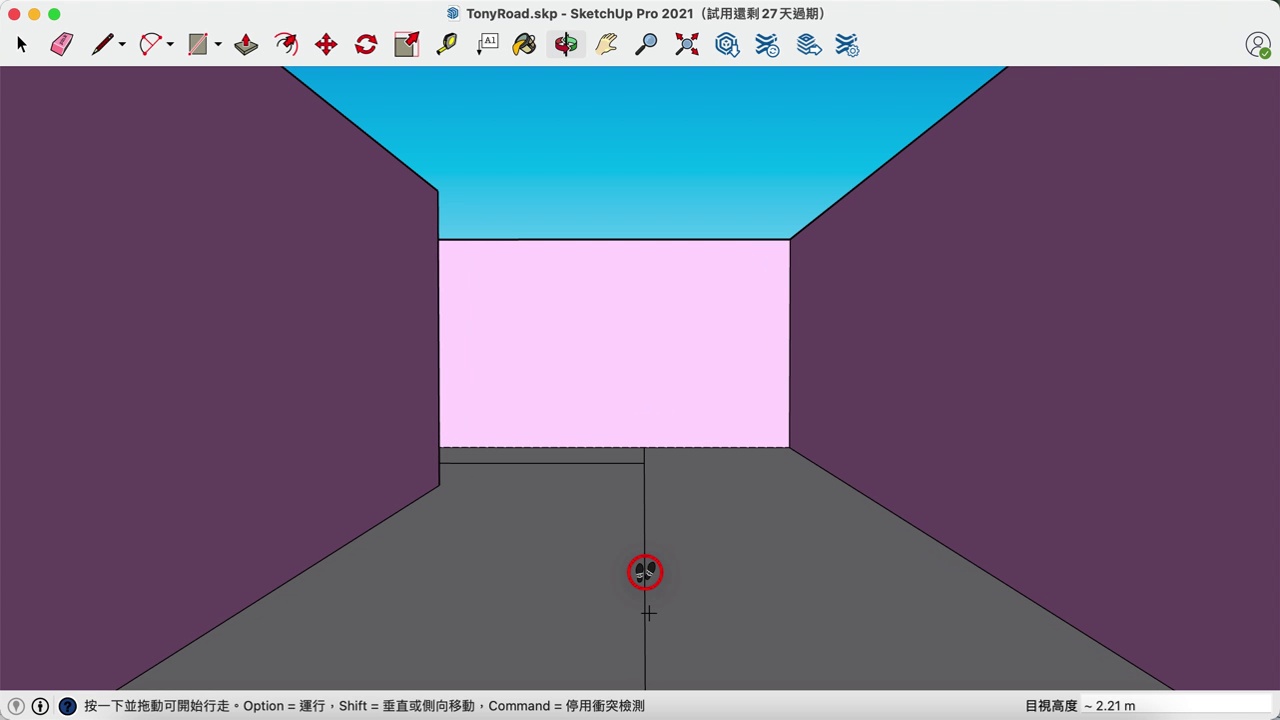 TonyRoad.skp - SketchUp Pro 2021（試用還剩 27 天過期）
A1
按一下並拖動可開始行走。Option = 運行，Shift = 垂直或側向移動，Command = 停用衝突檢測
目視高度 ~ 2.21 m